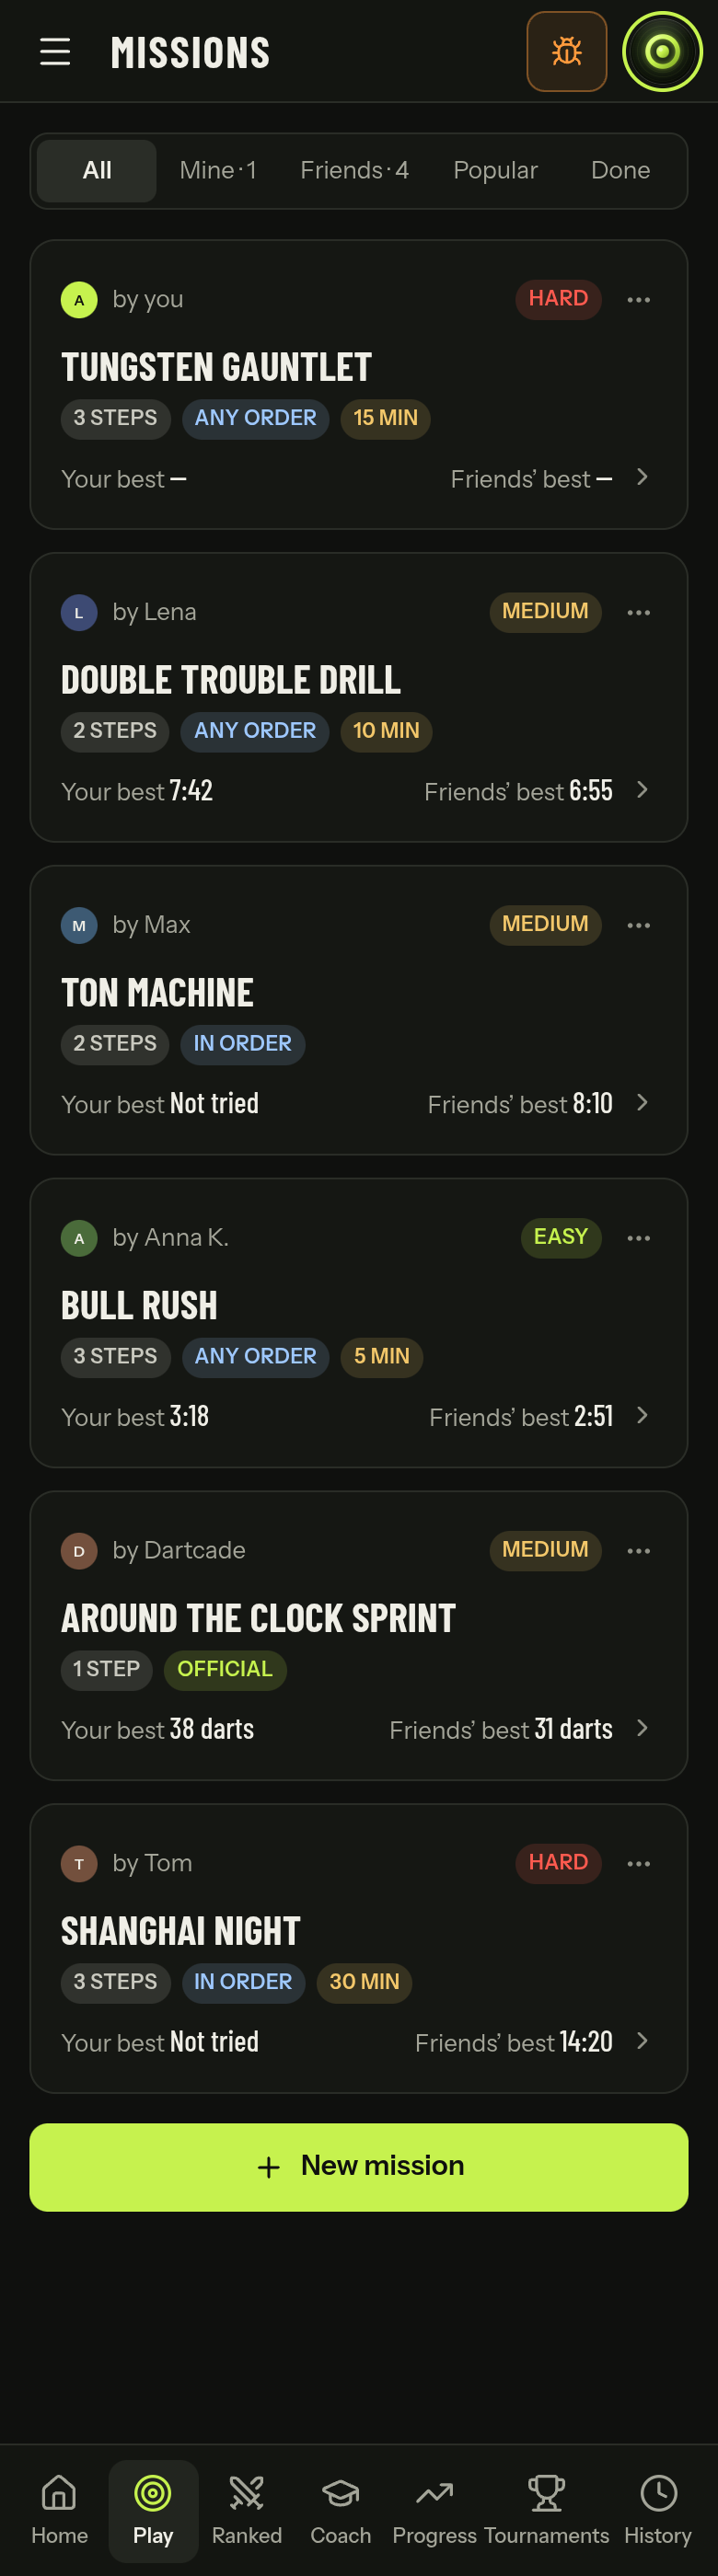 MISSIONS
All Mine · 1 Friends · 4 Popular Done
A by you HARD
TUNGSTEN GAUNTLET
3 STEPS ANY ORDER 15 MIN
Your best – Friends’ best –
L by Lena MEDIUM
DOUBLE TROUBLE DRILL
2 STEPS ANY ORDER 10 MIN
Your best 7:42 Friends’ best 6:55
M by Max MEDIUM
TON MACHINE
2 STEPS IN ORDER
Your best Not tried Friends’ best 8:10
A by Anna K. EASY
BULL RUSH
3 STEPS ANY ORDER 5 MIN
Your best 3:18 Friends’ best 2:51
D by Dartcade MEDIUM
AROUND THE CLOCK SPRINT
1 STEP OFFICIAL
Your best 38 darts Friends’ best 31 darts
T by Tom HARD
SHANGHAI NIGHT
3 STEPS IN ORDER 30 MIN
Your best Not tried Friends’ best 14:20
+ New mission
Home Play Ranked Coach Progress Tournaments History